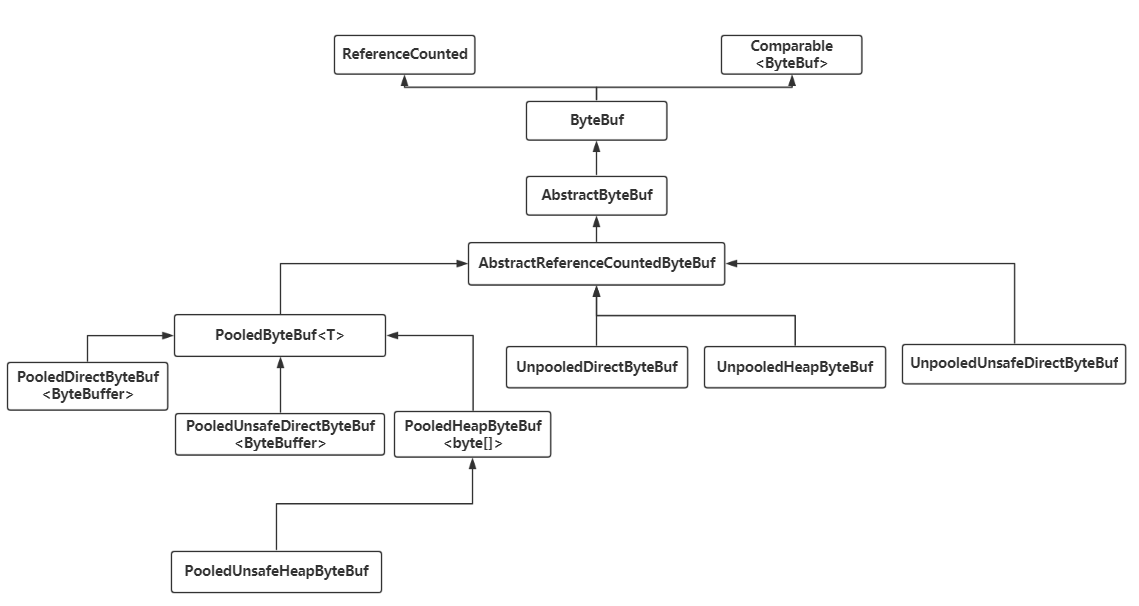 ReferenceCounted
Comparable
<ByteBuf>
ByteBuf
AbstractByteBuf
AbstractReferenceCountedByteBuf
PooledByteBuf<T>
UnpooledDirectByteBuf
UnpooledHeapByteBuf
UnpooledUnsafeDirectByteBuf
PooledDirectByteBuf
<ByteBuffer>
PooledUnsafeDirectByteBuf
<ByteBuffer>
PooledHeapByteBuf
<byte[]>
PooledUnsafeHeapByteBuf